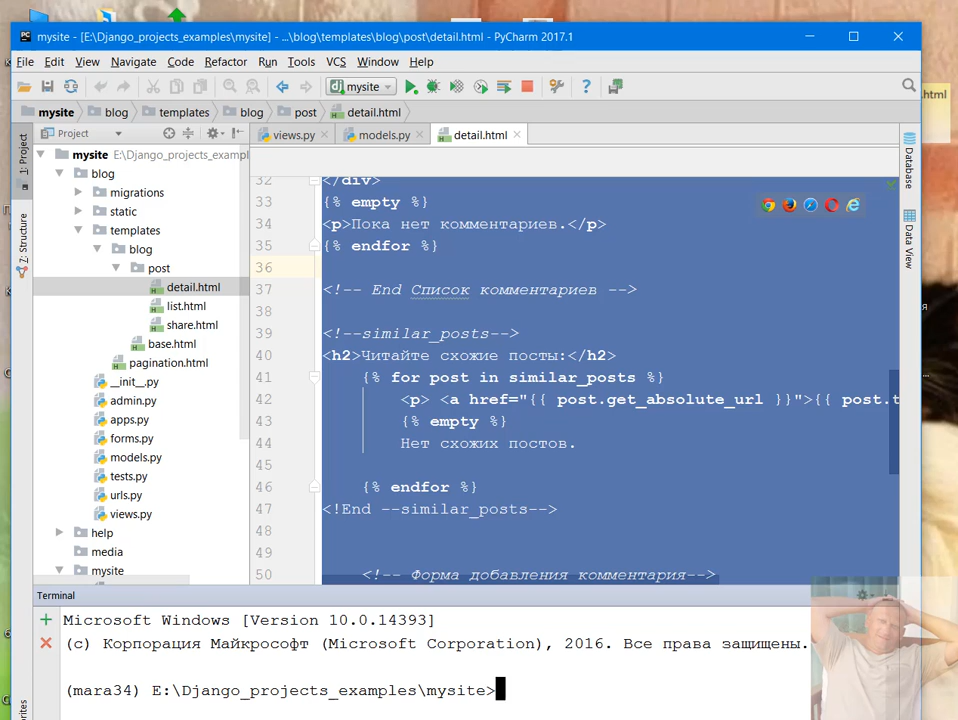 mysite - [E:\Django_projects_examples\mysite] - ...\blog\templates\blog\post\detail.html - PyCharm 2017.1
File Edit View Navigate Code Refactor Run Tools VCS Window Help
mysite
mysite blog templates blog post detail.html
.html
Project views.py models.py detail.html
mysite E:\Django_projects_exampl
blog
migrations
static
templates
blog
post
detail.html
list.html
share.html
base.html
pagination.html
__init__.py
admin.py
apps.py
forms.py
models.py
tests.py
urls.py
views.py
help
media
mysite
1: Project
7: Structure
Database
Data View
32 </div>
33 {% empty %}
34 <p>Пока нет комментариев.</p>
35 {% endfor %}
36
37 <!-- End Список комментариев -->
38
39 <!--similar_posts-->
40 <h2>Читайте схожие посты:</h2>
41 {% for post in similar_posts %}
42 <p> <a href="{{ post.get_absolute_url }}">{{ post.t
43 {% empty %}
44 Нет схожих постов.
45
46 {% endfor %}
47 <!End --similar_posts-->
48
49
50 <!-- Форма добавления комментария-->
Terminal
Microsoft Windows [Version 10.0.14393]
(c) Корпорация Майкрософт (Microsoft Corporation), 2016. Все права защищены.
(mara34) E:\Django_projects_examples\mysite>